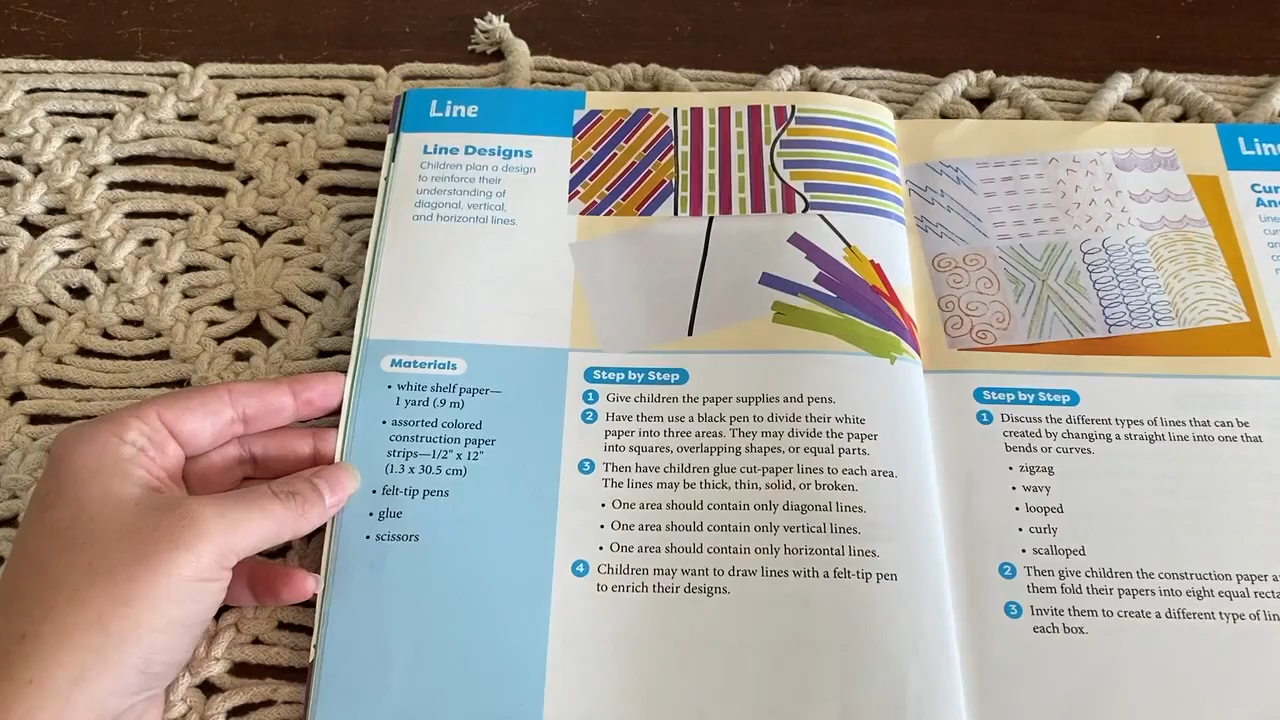 Line
Line Designs
Children plan a design
to reinforce their
understanding of
diagonal, vertical,
and horizontal lines.
Materials
• white shelf paper—
1 yard (.9 m)
• assorted colored
construction paper
strips—1/2" x 12"
(1.3 x 30.5 cm)
• felt-tip pens
• glue
• scissors
Step by Step
1 Give children the paper supplies and pens.
2 Have them use a black pen to divide their white
paper into three areas. They may divide the paper
into squares, overlapping shapes, or equal parts.
3 Then have children glue cut-paper lines to each area.
The lines may be thick, thin, solid, or broken.
• One area should contain only diagonal lines.
• One area should contain only vertical lines.
• One area should contain only horizontal lines.
4 Children may want to draw lines with a felt-tip pen
to enrich their designs.
Step by Step
1 Discuss the different types of lines that can be
created by changing a straight line into one that
bends or curves.
• zigzag
• wavy
• looped
• curly
• scalloped
2 Then give children the construction paper
them fold their papers into eight equal
3 Invite them to create a different type of
each box.